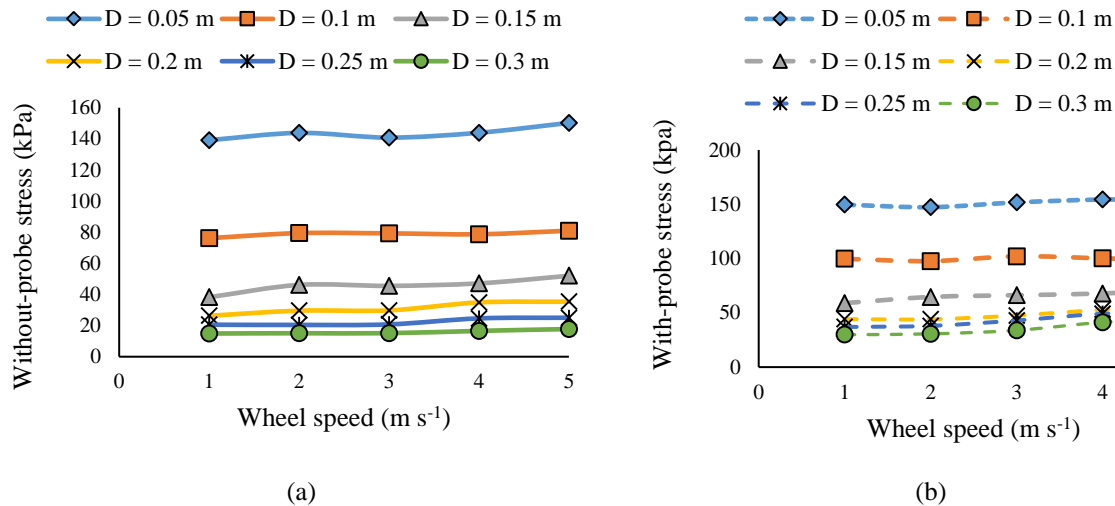 D = 0.05 m D = 0.1 m D = 0.15 m
D = 0.2 m D = 0.25 m D = 0.3 m
Without-probe stress (kPa)
160
140
120
100
80
60
40
20
0
0 1 2 3 4 5
Wheel speed (m s⁻¹)
(a)
D = 0.05 m D = 0.1 m
D = 0.15 m D = 0.2 m
D = 0.25 m D = 0.3 m
With-probe stress (kpa)
200
150
100
50
0
0 1 2 3 4
Wheel speed (m s⁻¹)
(b)